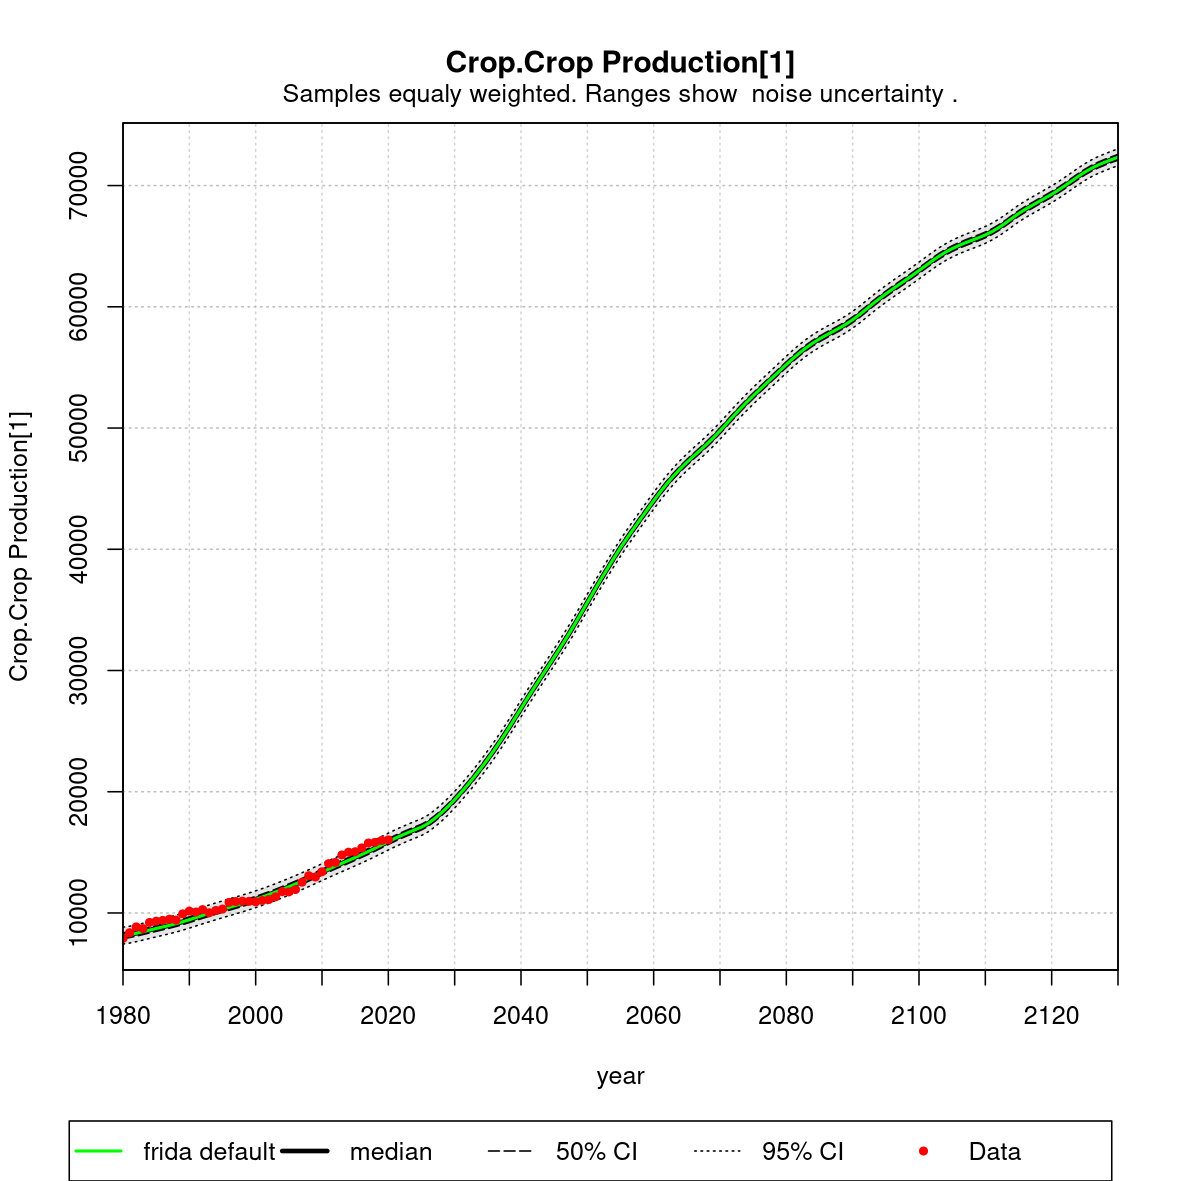 Crop.Crop Production[1]
Samples equaly weighted. Ranges show  noise uncertainty .
Crop.Crop Production[1]
70000
60000
50000
40000
30000
20000
10000
1980 2000 2020 2040 2060 2080 2100 2120
year
frida default median 50% CI 95% CI Data